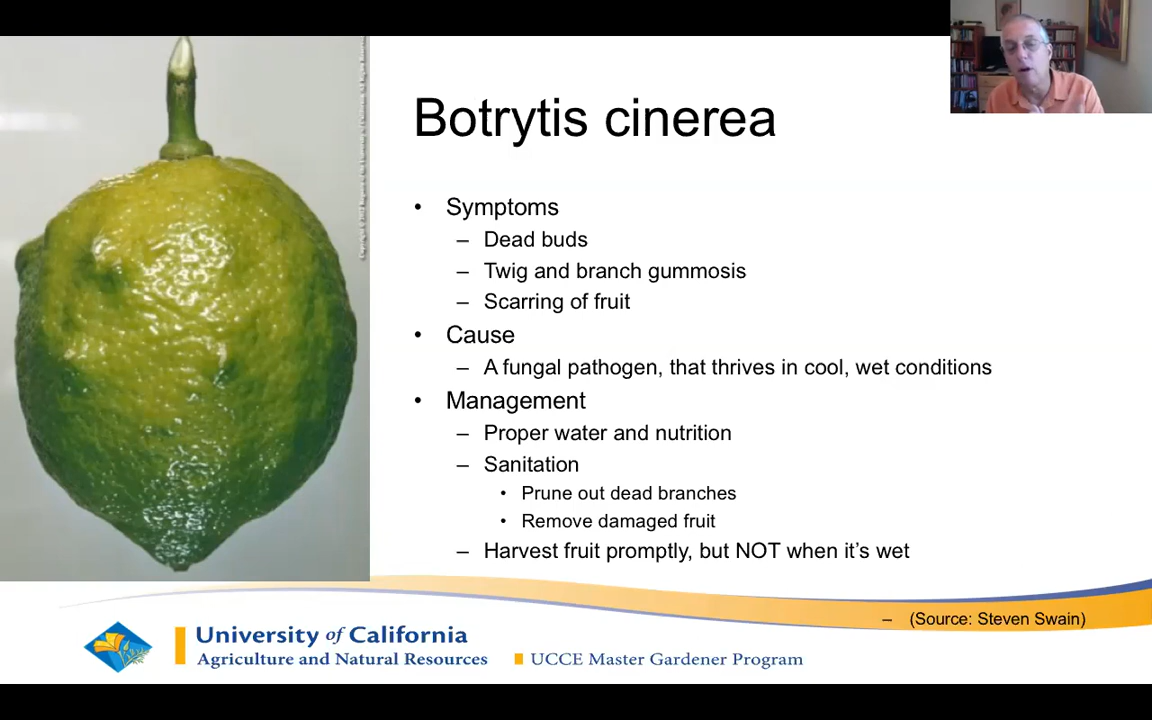 Botrytis cinerea
• Symptoms
– Dead buds
– Twig and branch gummosis
– Scarring of fruit
• Cause
– A fungal pathogen, that thrives in cool, wet conditions
• Management
– Proper water and nutrition
– Sanitation
• Prune out dead branches
• Remove damaged fruit
– Harvest fruit promptly, but NOT when it's wet
– (Source: Steven Swain)
University of California
Agriculture and Natural Resources
UCCE Master Gardener Program